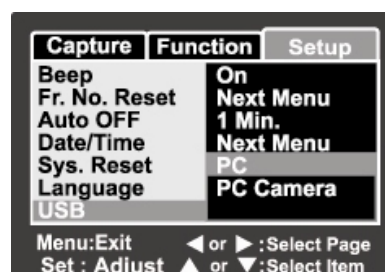 Capture Function Setup
Beep On
Fr. No. Reset Next Menu
Auto OFF 1 Min.
Date/Time Next Menu
Sys. Reset PC
Language PC Camera
USB
Menu:Exit ◀ or ▶ :Select Page
Set : Adjust ▲ or ▼ :Select Item